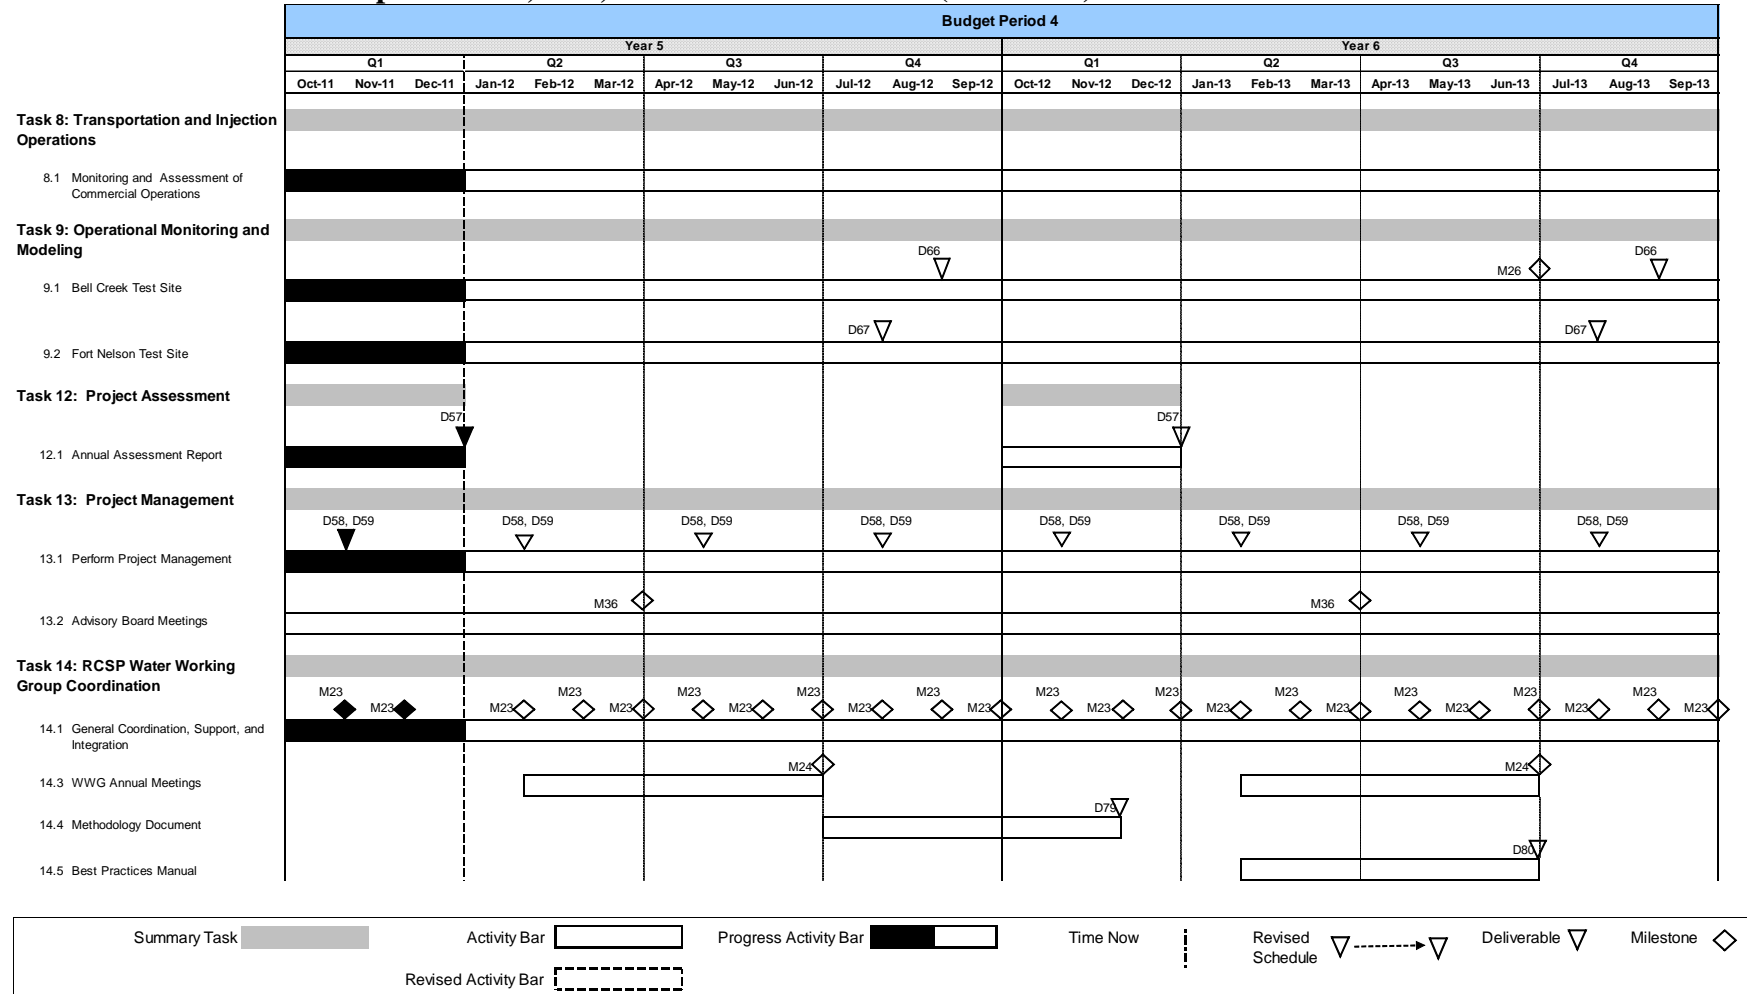 Budget Period 4
Year 5 Year 6
Q1 Q2 Q3 Q4 Q1 Q2 Q3 Q4
Oct-11 Nov-11 Dec-11 Jan-12 Feb-12 Mar-12 Apr-12 May-12 Jun-12 Jul-12 Aug-12 Sep-12 Oct-12 Nov-12 Dec-12 Jan-13 Feb-13 Mar-13 Apr-13 May-13 Jun-13 Jul-13 Aug-13 Sep-13
Task 8: Transportation and Injection
Operations
8.1 Monitoring and Assessment of
Commercial Operations
Task 9: Operational Monitoring and
Modeling
D66 D66
M26
9.1 Bell Creek Test Site
D67 D67
9.2 Fort Nelson Test Site
Task 12: Project Assessment
D57 D57
12.1 Annual Assessment Report
Task 13: Project Management
D58, D59 D58, D59 D58, D59 D58, D59 D58, D59 D58, D59 D58, D59 D58, D59
13.1 Perform Project Management
M36 M36
13.2 Advisory Board Meetings
Task 14: RCSP Water Working
Group Coordination
M23 M23 M23 M23 M23 M23 M23 M23 M23 M23 M23
M23 M23 M23 M23 M23 M23 M23 M23 M23 M23 M23 M23
14.1 General Coordination, Support, and
Integration
M24 M24
14.3 WWG Annual Meetings
D79
14.4 Methodology Document
D80
14.5 Best Practices Manual
Summary Task Activity Bar Progress Activity Bar Time Now Revised Schedule Deliverable Milestone
Revised Activity Bar